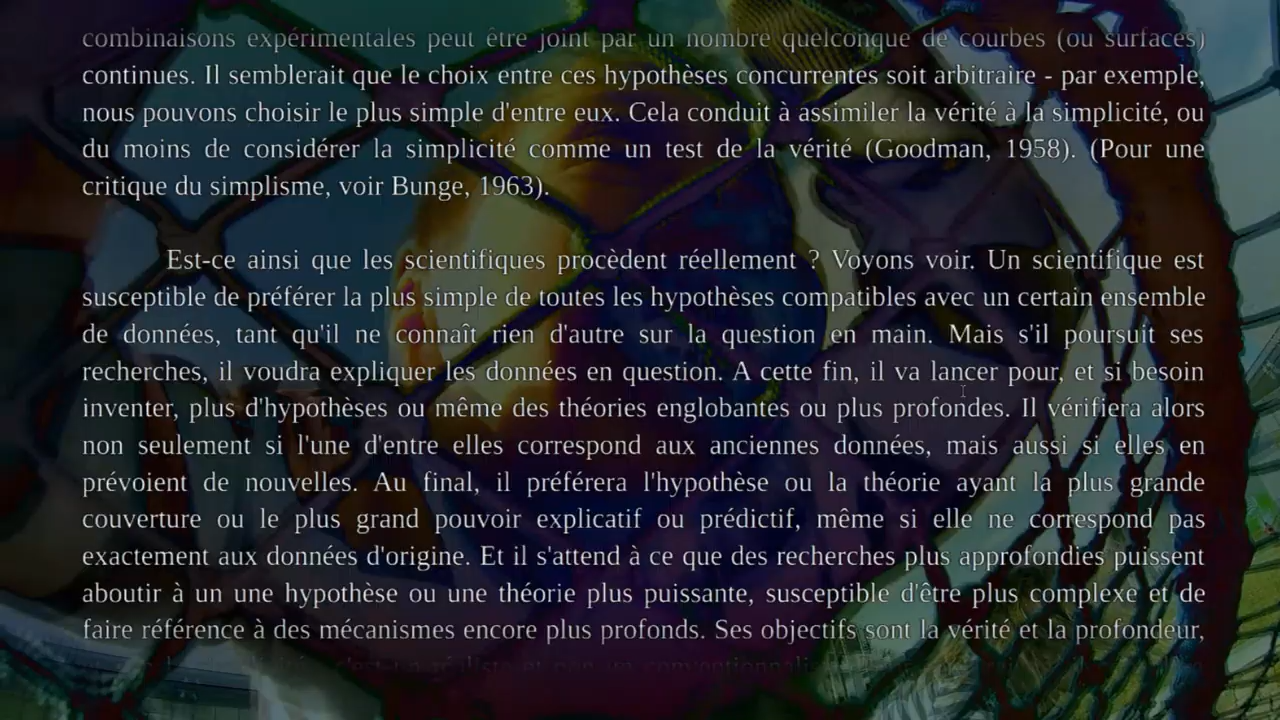 combinaisons expérimentales peut être joint par un nombre quelconque de courbes (ou surfaces)
continues. Il semblerait que le choix entre ces hypothèses concurrentes soit arbitraire - par exemple,
nous pouvons choisir le plus simple d'entre eux. Cela conduit à assimiler la vérité à la simplicité, ou
du moins de considérer la simplicité comme un test de la vérité (Goodman, 1958). (Pour une
critique du simplisme, voir Bunge, 1963).
Est-ce ainsi que les scientifiques procèdent réellement ? Voyons voir. Un scientifique est
susceptible de préférer la plus simple de toutes les hypothèses compatibles avec un certain ensemble
de données, tant qu'il ne connaît rien d'autre sur la question en main. Mais s'il poursuit ses
recherches, il voudra expliquer les données en question. A cette fin, il va lancer pour, et si besoin
inventer, plus d'hypothèses ou même des théories englobantes ou plus profondes. Il vérifiera alors
non seulement si l'une d'entre elles correspond aux anciennes données, mais aussi si elles en
prévoient de nouvelles. Au final, il préférera l'hypothèse ou la théorie ayant la plus grande
couverture ou le plus grand pouvoir explicatif ou prédictif, même si elle ne correspond pas
exactement aux données d'origine. Et il s'attend à ce que des recherches plus approfondies puissent
aboutir à un une hypothèse ou une théorie plus puissante, susceptible d'être plus complexe et de
faire référence à des mécanismes encore plus profonds. Ses objectifs sont la vérité et la profondeur,
c'est un réaliste et pas un